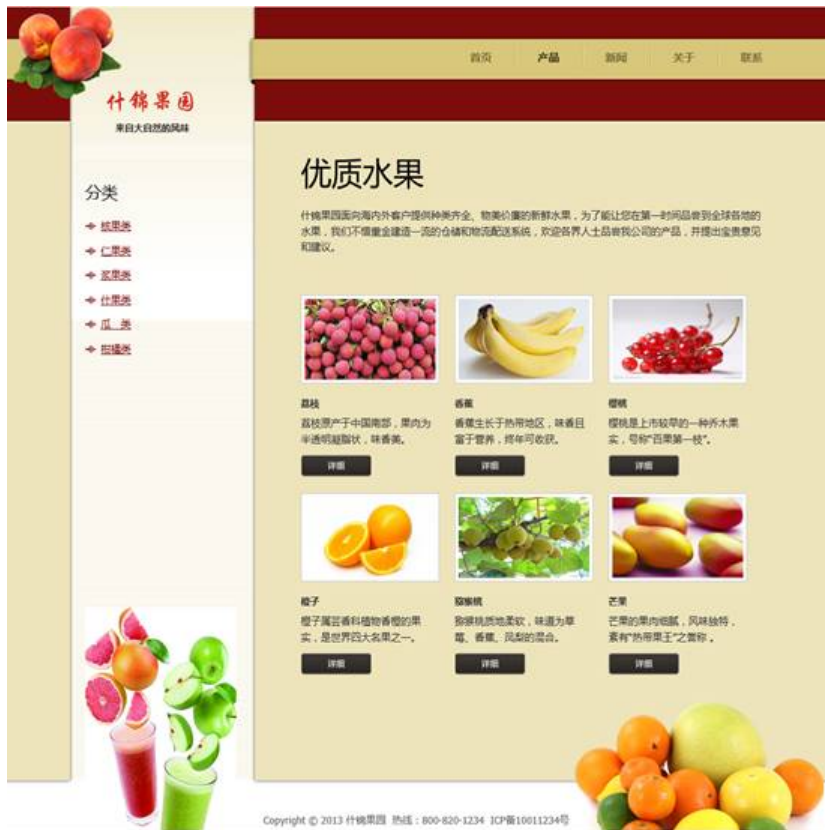 首页 产品 新闻 关于 联系
什锦果园
来自大自然的风味
分类
核果类
仁果类
浆果类
什果类
瓜 类
柑橘类
优质水果
什锦果园面向海内外客户提供种类齐全、物美价廉的新鲜水果，为了能让您在第一时间品尝到全球各地的
水果，我们不惜重金建造一流的仓储和物流配送系统，欢迎各界人士品尝我公司的产品，并提出宝贵意见
和建议。
荔枝
荔枝原产于中国南部，果肉为
半透明凝脂状，味香美。
详细
香蕉
香蕉生长于热带地区，味香且
富于营养，终年可收获。
详细
樱桃
樱桃是上市较早的一种乔木果
实，号称“百果第一枝”。
详细
橙子
橙子属芸香科植物香橙的果
实，是世界四大名果之一。
详细
猕猴桃
猕猴桃质地柔软，味道为草
莓、香蕉、凤梨的混合。
详细
芒果
芒果的果肉细腻，风味独特，
素有“热带果王”之誉称 。
详细
Copyright © 2013 什锦果园 热线：800-820-1234 ICP备10011234号